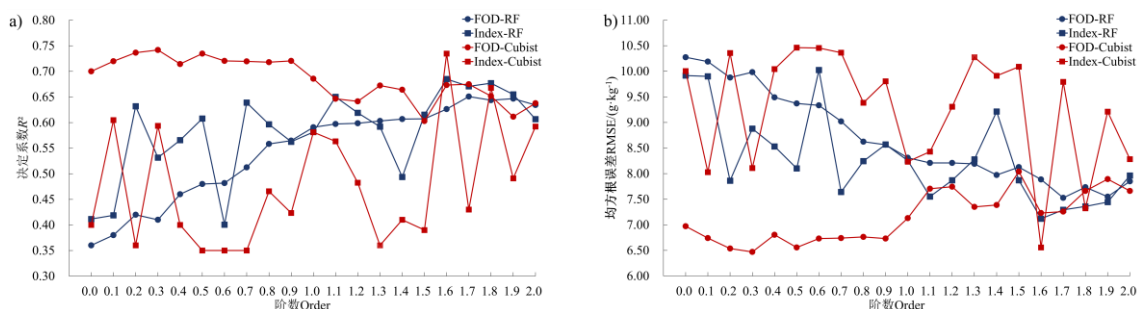 a)
FOD-RF
Index-RF
FOD-Cubist
Index-Cubist
决定系数R²
0.80
0.75
0.70
0.65
0.60
0.55
0.50
0.45
0.40
0.35
0.30
0.0 0.1 0.2 0.3 0.4 0.5 0.6 0.7 0.8 0.9 1.0 1.1 1.2 1.3 1.4 1.5 1.6 1.7 1.8 1.9 2.0
阶数Order
b)
FOD-RF
Index-RF
FOD-Cubist
Index-Cubist
均方根误差RMSE/(g·kg⁻¹)
11.00
10.50
10.00
9.50
9.00
8.50
8.00
7.50
7.00
6.50
6.00
0.0 0.1 0.2 0.3 0.4 0.5 0.6 0.7 0.8 0.9 1.0 1.1 1.2 1.3 1.4 1.5 1.6 1.7 1.8 1.9 2.0
阶数Order